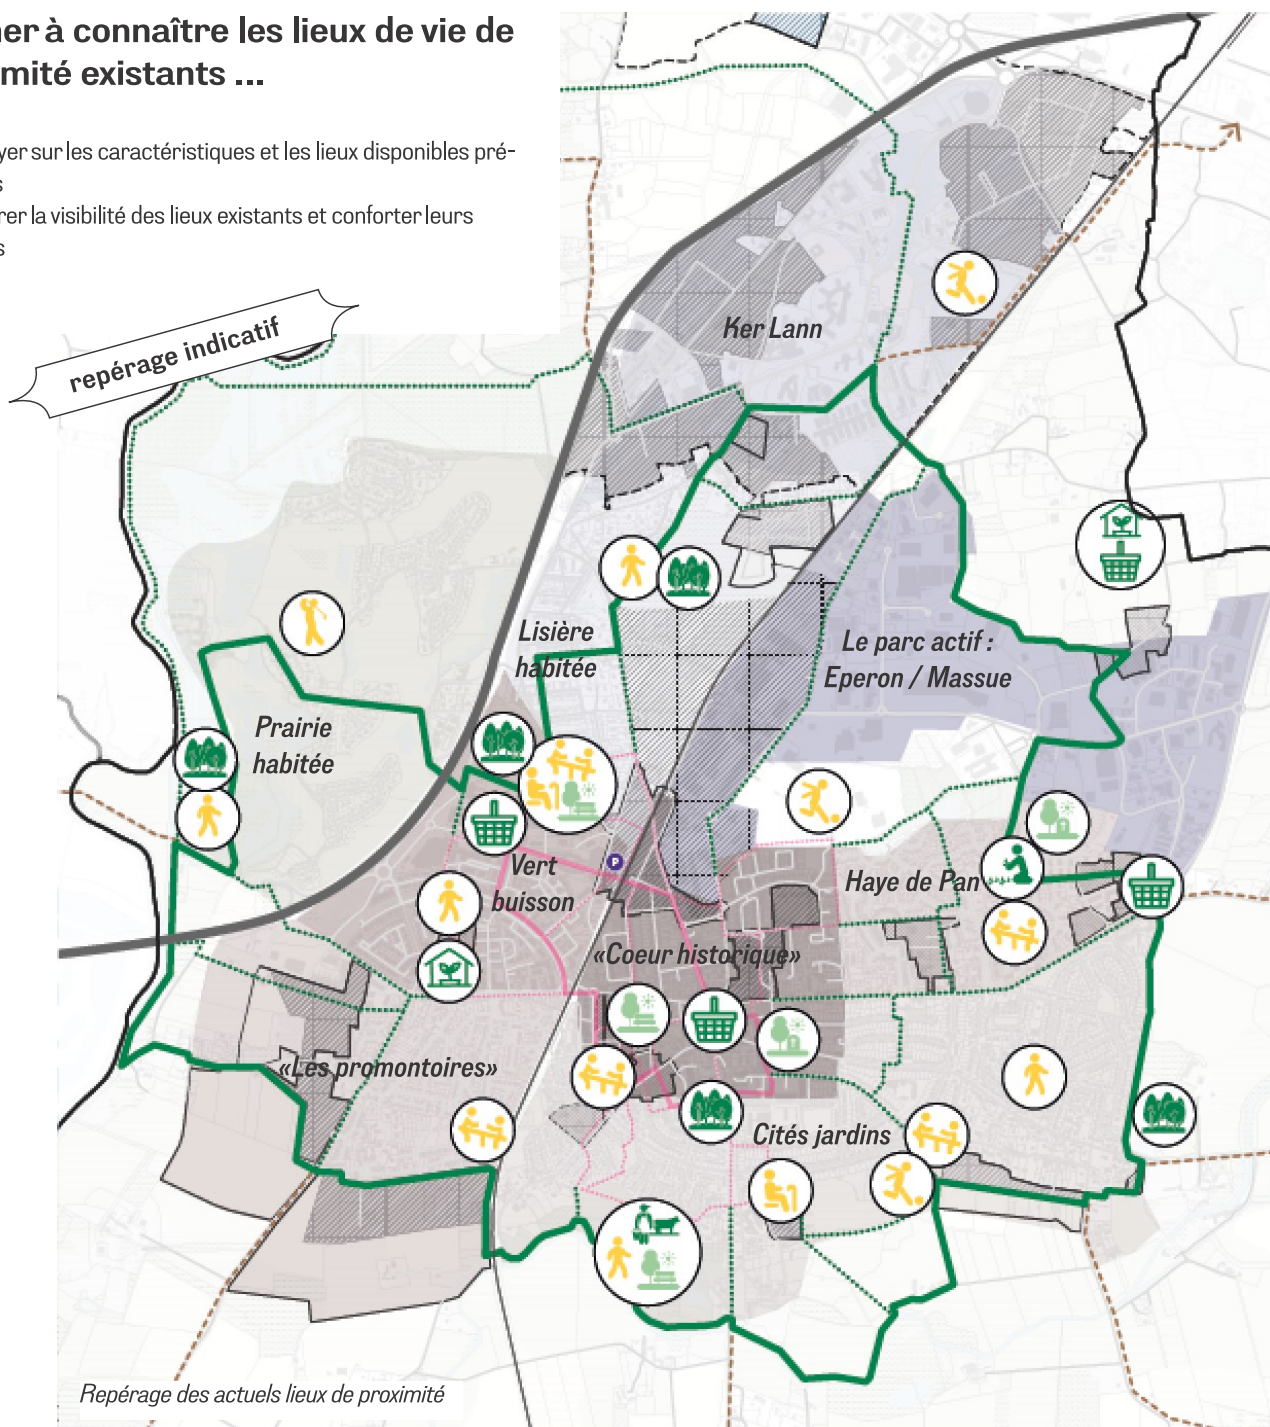 er à connaître les lieux de vie de
mité existants ...
yer sur les caractéristiques et les lieux disponibles pré-
s
rer la visibilité des lieux existants et conforter leurs
s
repérage indicatif
Ker Lann
Lisière
habitée
Le parc actif :
Eperon / Massue
Prairie
habitée
P
Vert
buisson
Haye de Pan
«Coeur historique»
«Les promontoires»
Cités jardins
Repérage des actuels lieux de proximité